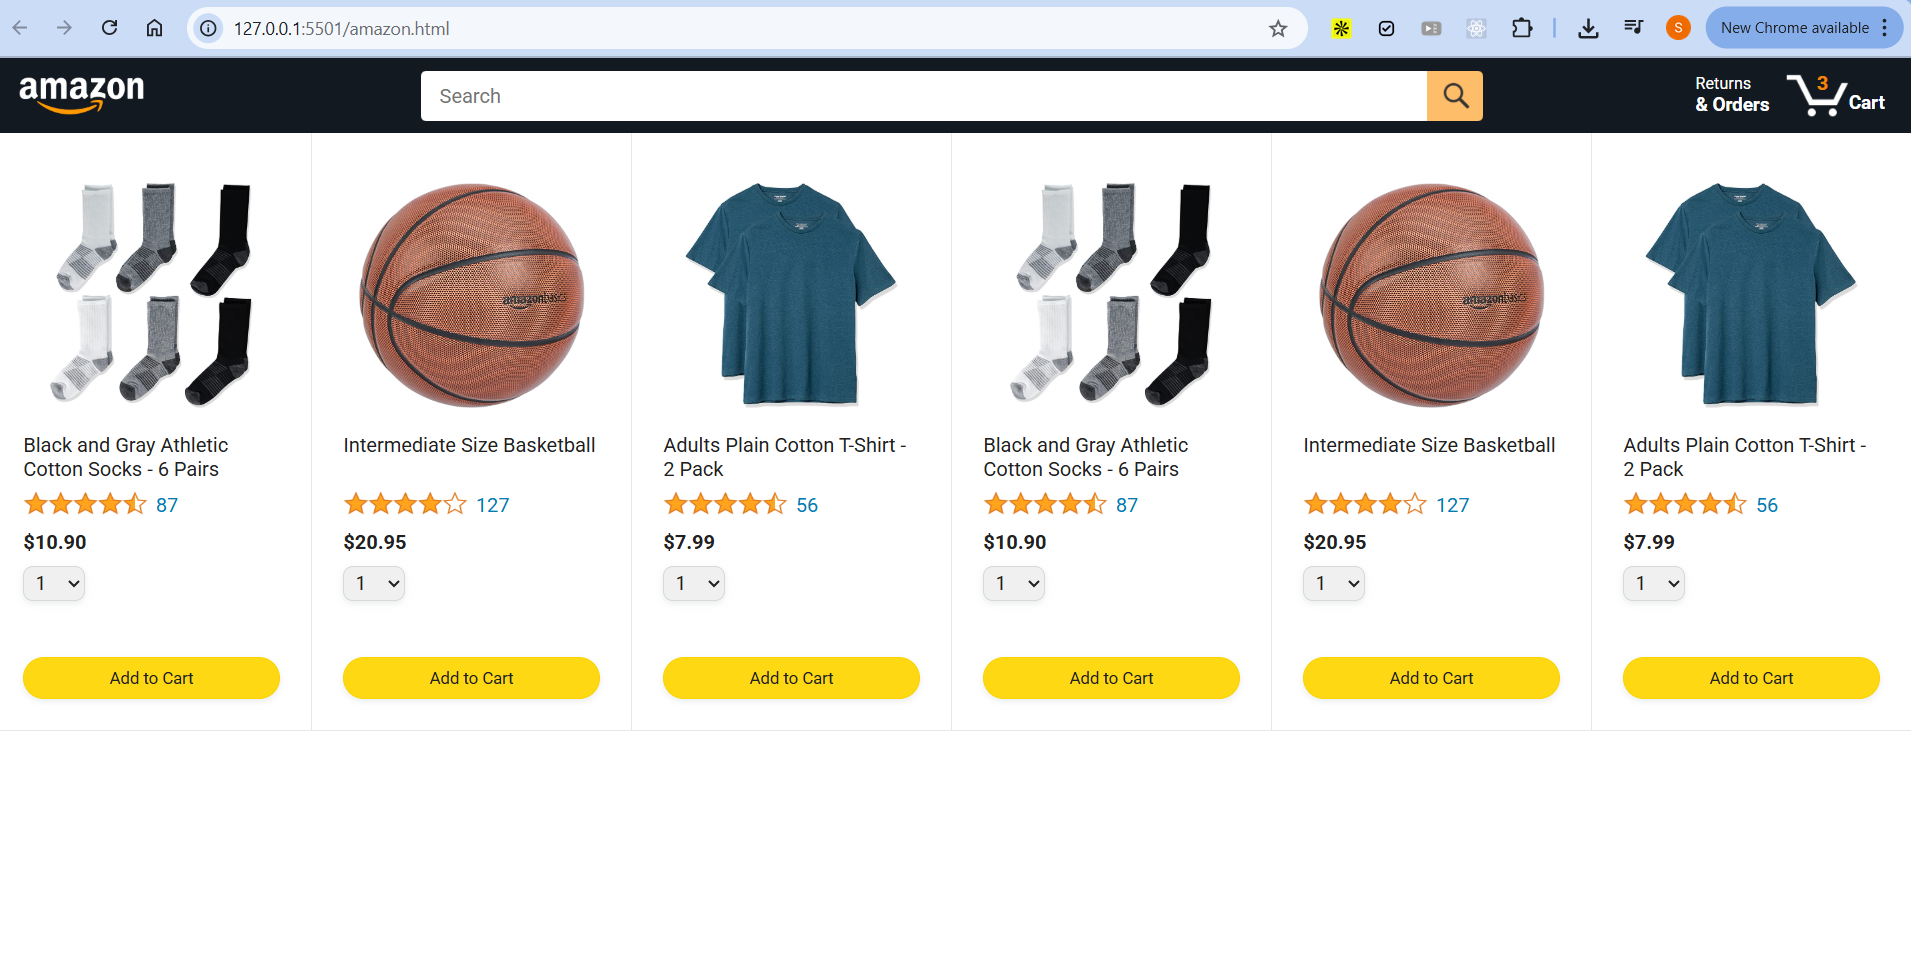 127.0.0.1:5501/amazon.html
S
New Chrome available
amazon
Search
Returns
& Orders
3
Cart
amazonbasics
amazonbasics
Black and Gray Athletic
Cotton Socks - 6 Pairs
87
$10.90
1
Add to Cart
Intermediate Size Basketball
127
$20.95
1
Add to Cart
Adults Plain Cotton T-Shirt -
2 Pack
56
$7.99
1
Add to Cart
Black and Gray Athletic
Cotton Socks - 6 Pairs
87
$10.90
1
Add to Cart
Intermediate Size Basketball
127
$20.95
1
Add to Cart
Adults Plain Cotton T-Shirt -
2 Pack
56
$7.99
1
Add to Cart